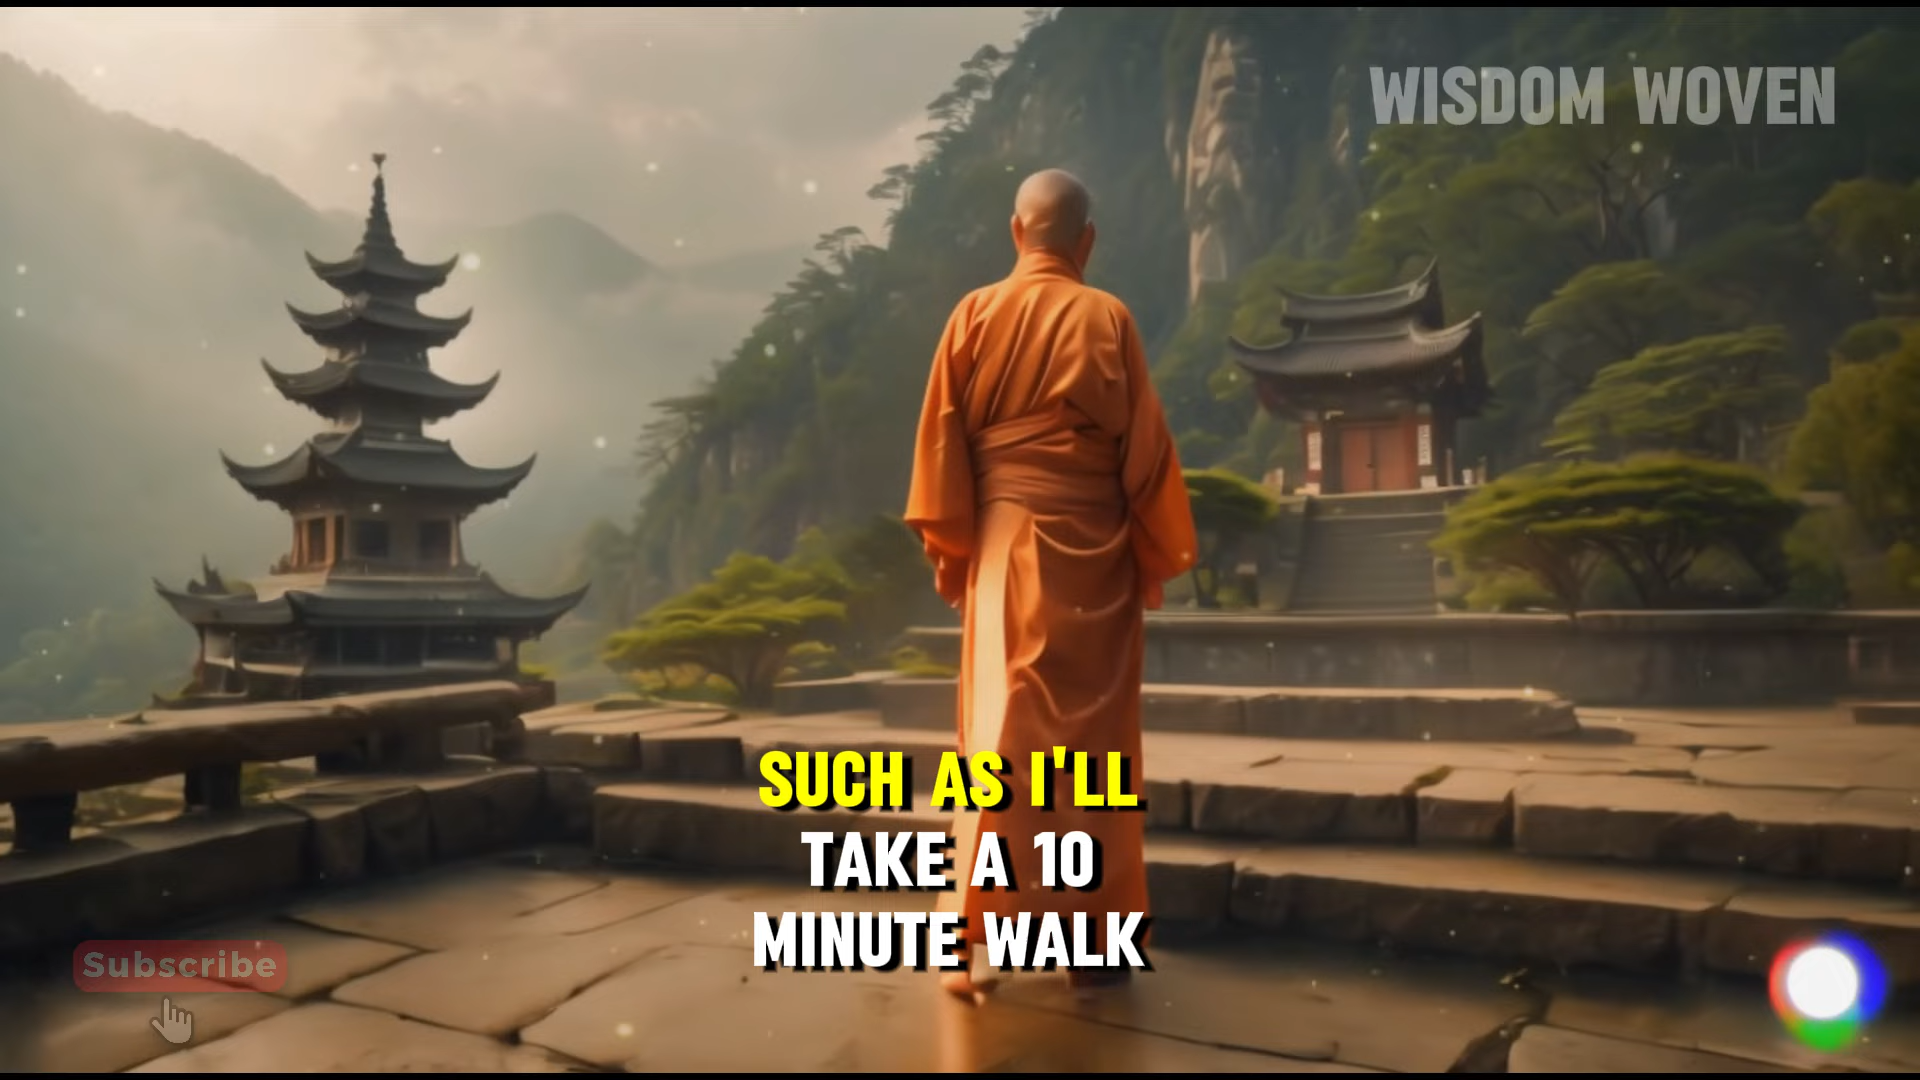 WISDOM WOVEN
SUCH AS I'LL
TAKE A 10
MINUTE WALK
Subscribe